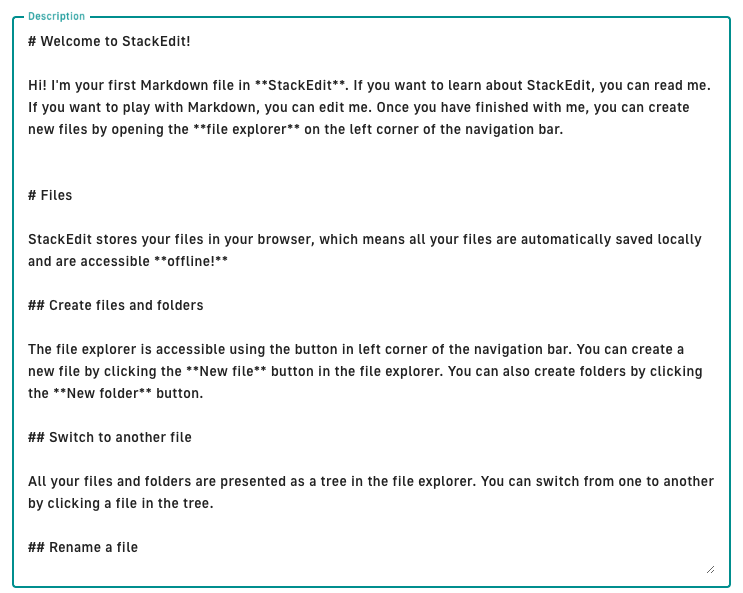 Description
# Welcome to StackEdit!
Hi! I'm your first Markdown file in **StackEdit**. If you want to learn about StackEdit, you can read me.
If you want to play with Markdown, you can edit me. Once you have finished with me, you can create
new files by opening the **file explorer** on the left corner of the navigation bar.
# Files
StackEdit stores your files in your browser, which means all your files are automatically saved locally
and are accessible **offline!**
## Create files and folders
The file explorer is accessible using the button in left corner of the navigation bar. You can create a
new file by clicking the **New file** button in the file explorer. You can also create folders by clicking
the **New folder** button.
## Switch to another file
All your files and folders are presented as a tree in the file explorer. You can switch from one to another
by clicking a file in the tree.
## Rename a file